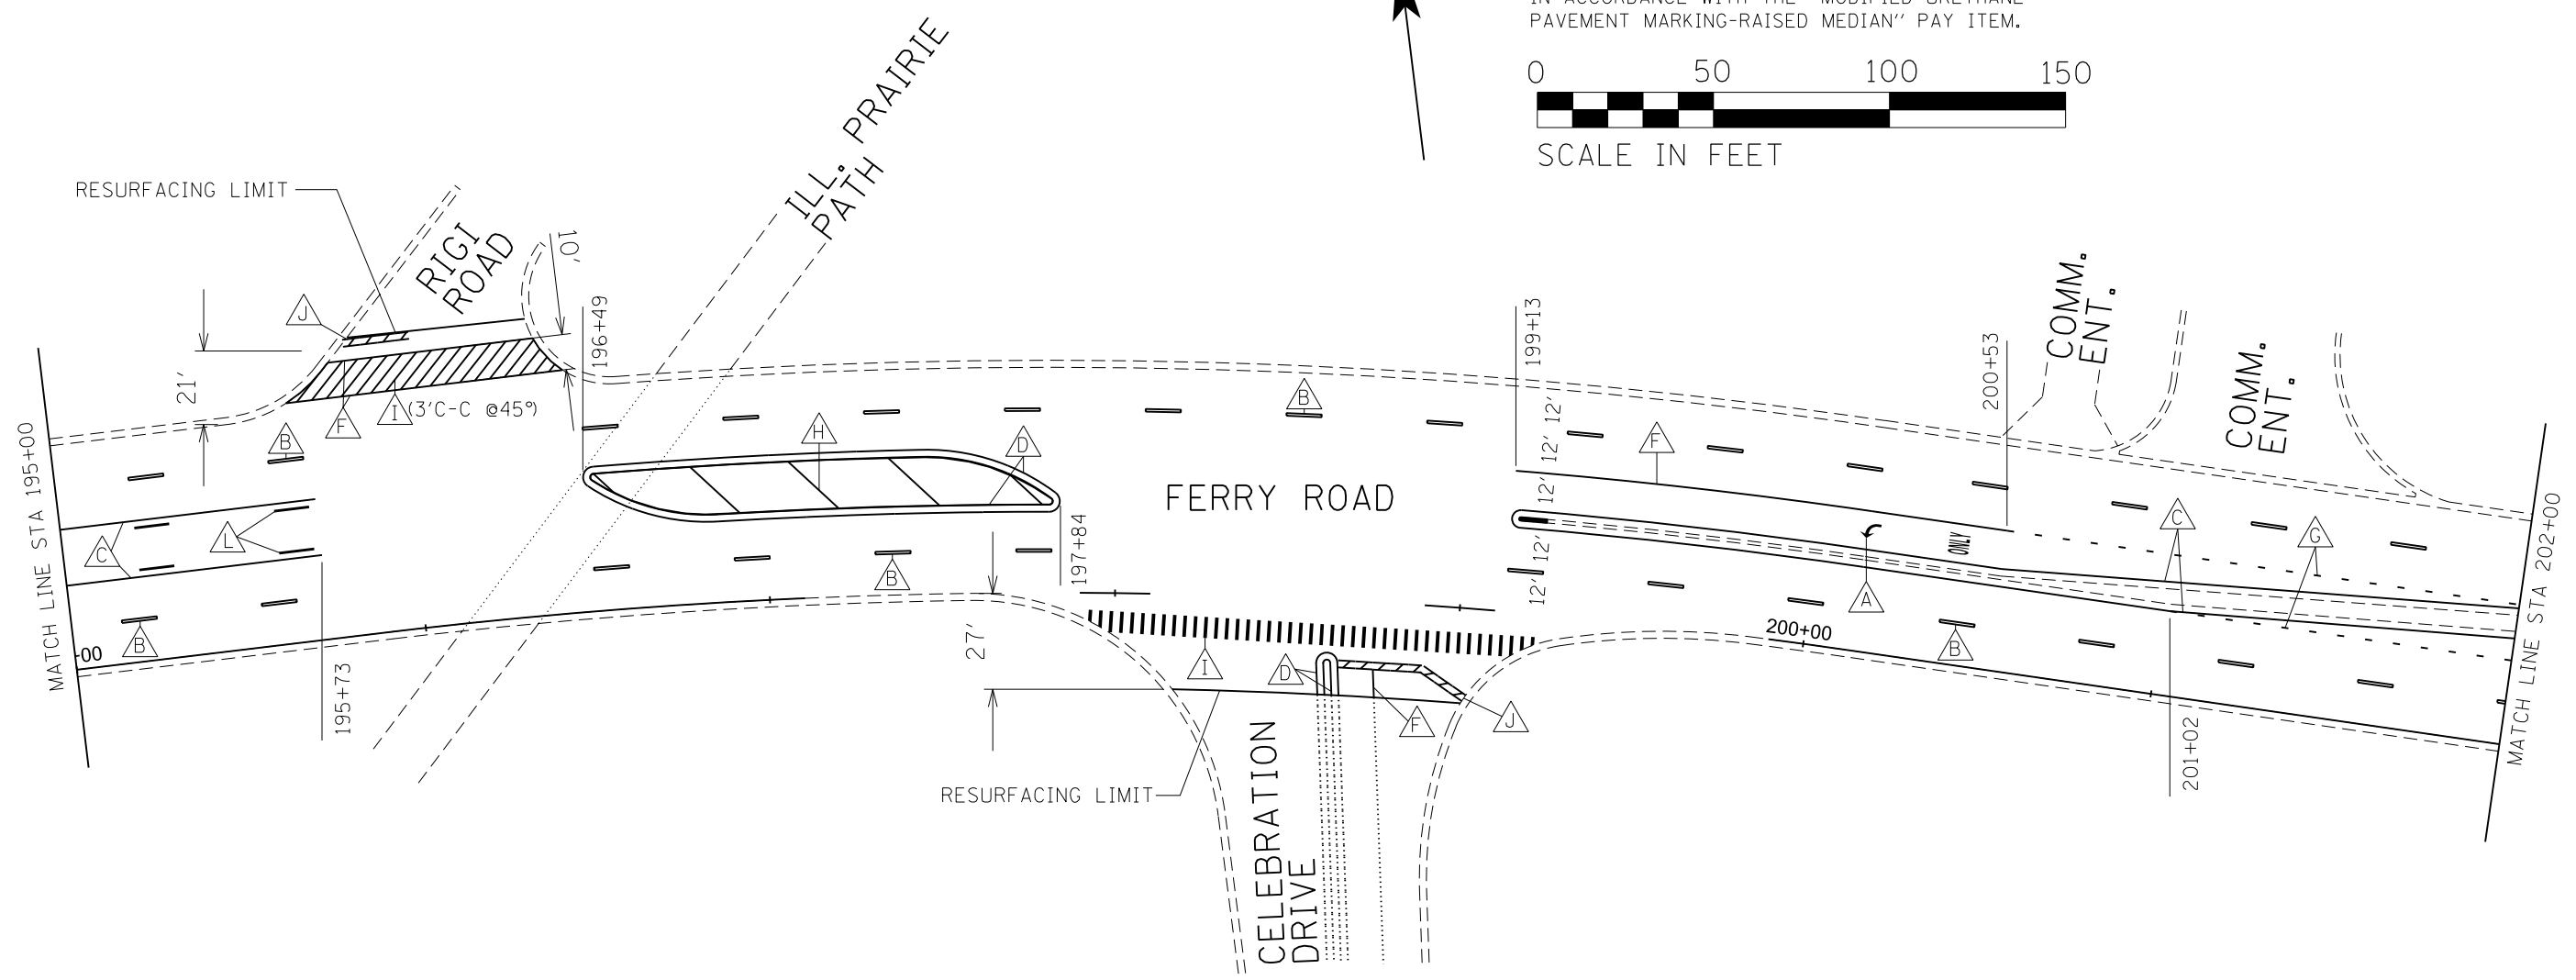 PAVEMENT MARKING-RAISED MEDIAN" PAY ITEM.
0 50 100 150
SCALE IN FEET
RESURFACING LIMIT
RIGI
ROAD
10'
ILL. PRAIRIE
PATH
J
21'
F
I
(3'C-C @45°)
B
196+49
H
D
B
199+13
12'
12'
12'
12'
12'
F
200+53
COMM.
ENT.
COMM.
ENT.
C
G
MATCH LINE STA 195+00
C
L
B
-00
195+73
B
FERRY ROAD
197+84
27'
I
D
F
J
RESURFACING LIMIT
CELEBRATION
DRIVE
A
ONLY
200+00
B
201+02
MATCH LINE STA 202+00